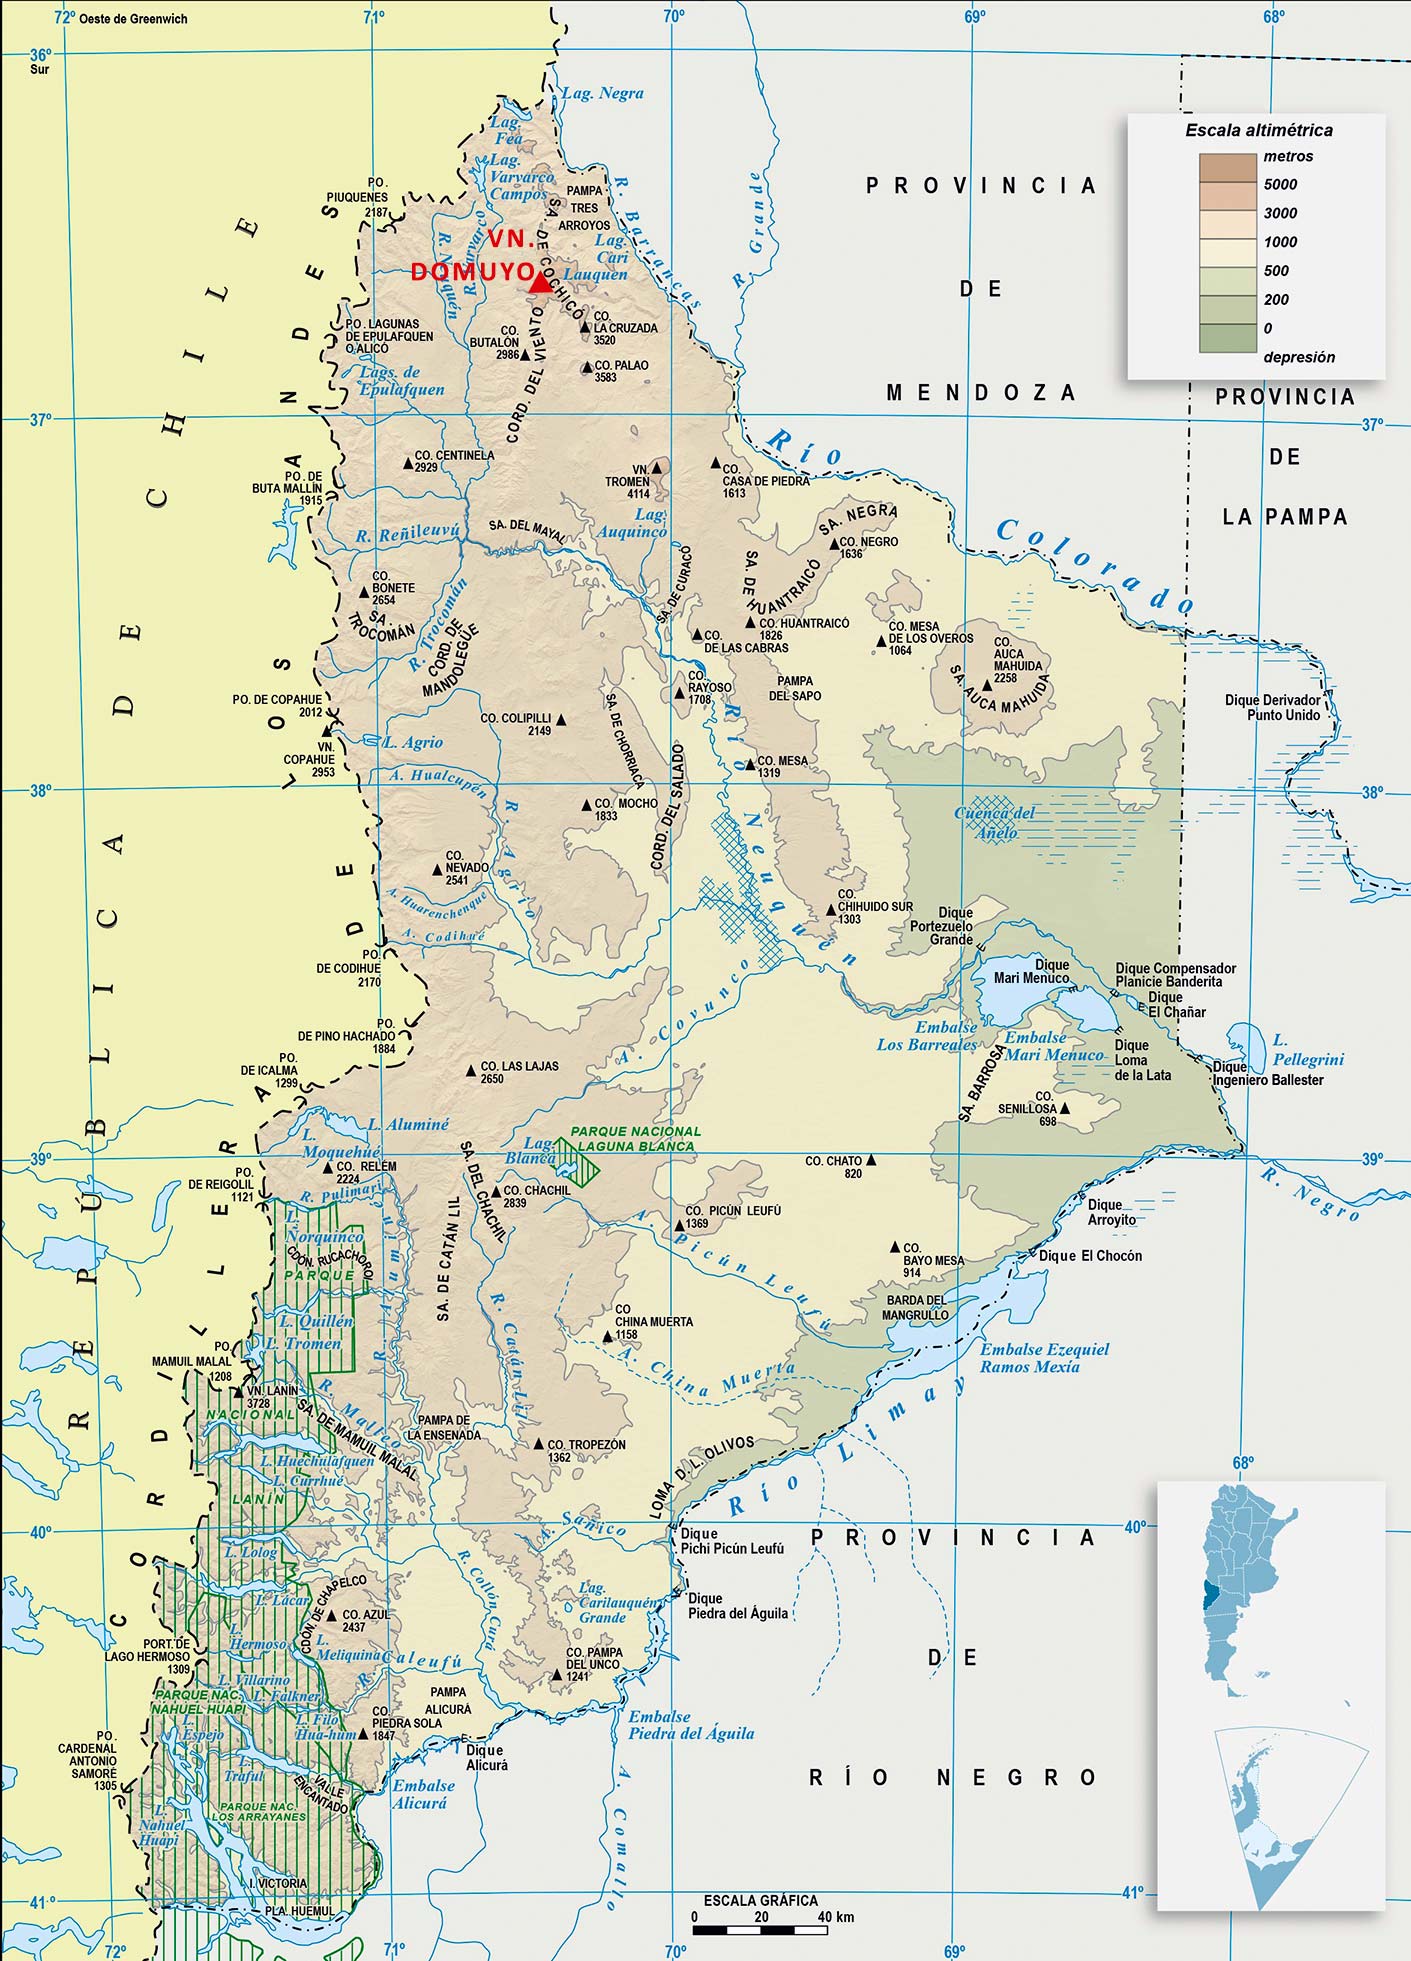 72º Oeste de Greenwich
71º
70º
69º
68º
36º
Sur
Lag. Negra
Lag.
Fea
Lag.
Varvarco
Campos
PO.
PIUQUENES
2187
PAMPA
TRES
ARROYOS
R. Barrancas
R. Grande
SA. DE COCHICÓ
Lag.
Cari
Lauquen
R. Varvarco
R. Neuquén
VN.
DOMUYO
PROVINCIA
DE
MENDOZA
Escala altimétrica
metros
5000
3000
1000
500
200
0
depresión
PROVINCIA
DE
LA PAMPA
REPÚBLICA DE CHILE
CORDILLERA DE LOS ANDES
CO.
LA CRUZADA
3520
CO.
BUTALÓN
2986
CO. PALAO
3583
CORD. DEL VIENTO
PO. LAGUNAS
DE EPULAFQUEN
O ALICÓ
Lags. de
Epulafquen
37º
37º
Río Colorado
CO. CENTINELA
2929
VN.
TROMEN
4114
CO.
CASA DE PIEDRA
1613
PO. DE
BUTA MALLÍN
1915
R. Reñileuvú
SA. DEL MAYAL
Lag.
Auquincó
SA. NEGRA
CO. NEGRO
1636
SA. DE HUANTRAICÓ
SA. DE CURACÓ
CO.
BONETE
2654
SA.
TROCOMÁN
R. Trocomán
CORD. DE
MANDOLEGÜE
CO. HUANTRAICÓ
1826
CO.
DE LAS CABRAS
CO. MESA
DE LOS OVEROS
1064
CO.
AUCA
MAHUIDA
2258
SA. AUCA MAHUIDA
CO.
RAYOSO
1708
PAMPA
DEL SAPO
PO. DE COPAHUE
2012
VN.
COPAHUE
2953
L. Agrio
CO. COLIPILLI
2149
SA. DE CHORRIACA
CORD. DEL SALADO
Río Neuquén
CO. MESA
1319
Dique Derivador
Punto Unido
38º
38º
A. Hualcupén
R. Agrio
CO. MOCHO
1833
Cuenca del
Añelo
CO.
NEVADO
2541
A. Huarenchenque
A. Codihué
CO.
CHIHUIDO SUR
1303
Dique
Portezuelo
Grande
PO.
DE CODIHUE
2170
Dique
Mari Menuco
Dique Compensador
Planicie Banderita
Dique
El Chañar
PO.
DE PINO HACHADO
1884
A. Covunco
Embalse
Los Barreales
Embalse
Mari Menuco
Dique
Loma
de la Lata
L.
Pellegrini
Dique
Ingeniero Ballester
PO.
DE ICALMA
1299
CO. LAS LAJAS
2650
SA. BARROSA
CO.
SENILLOSA
698
L. Aluminé
L.
Moquehue
PARQUE NACIONAL
LAGUNA BLANCA
Lag.
Blanca
39º
39º
CO. RELÉM
2224
SA. DEL CHACHIL
CO. CHATO
820
R. Negro
PO.
DE REIGOLIL
1121
R. Pulimari
CO. CHACHIL
2839
CO. PICÚN LEUFÚ
1369
Dique
Arroyito
L.
Ñorquinco
CDÓN. RUCACHOROI
PARQUE
R. Aluminé
SA. DE CATÁN LIL
A. Picún Leufú
CO.
BAYO MESA
914
Dique El Chocón
L. Quillén
L. Tromen
R. Catán Lil
CO
CHINA MUERTA
1158
BARDA DEL
MANGRULLO
A. China Muerta
Embalse Ezequiel
Ramos Mexía
PO.
MAMUIL MALAL
1208
VN. LANÍN
3728
NACIONAL
R. Malleo
SA. DE MAMUIL MALAL
PAMPA DE
LA ENSENADA
CO. TROPEZÓN
1362
LOMA D. L. OLIVOS
Río Limay
L. Huechulafquen
L. Currhué
LANÍN
68º
40º
40º
A. Sañico
Dique
Pichi Picún Leufú
PROVINCIA
DE
RÍO NEGRO
L. Lolog
L. Lácar
CDÓN. DE CHAPELCO
CO. AZUL
2437
R. Collón Curá
Lag.
Carilauquén
Grande
Dique
Piedra del Águila
L.
Hermoso
L.
Meliquina
PORT. DE
LAGO HERMOSO
1309
R. Caleufú
CO. PAMPA
DEL UNCO
1241
L. Villarino
L. Falkner
PARQUE NAC.
NAHUEL HUAPI
PAMPA
ALICURÁ
L.
Espejo
L. Filo
Hua-hum
CO.
PIEDRA SOLA
1847
Embalse
Piedra del Águila
PO.
CARDENAL
ANTONIO
SAMORÉ
1305
Dique
Alicurá
L.
Traful
VALLE
ENCANTADO
Embalse
Alicurá
PARQUE NAC.
LOS ARRAYANES
L.
Nahuel
Huapi
A. Comallo
I. VICTORIA
PLA. HUEMUL
41º
41º
ESCALA GRÁFICA
0 20 40 km
72º
71º
70º
69º